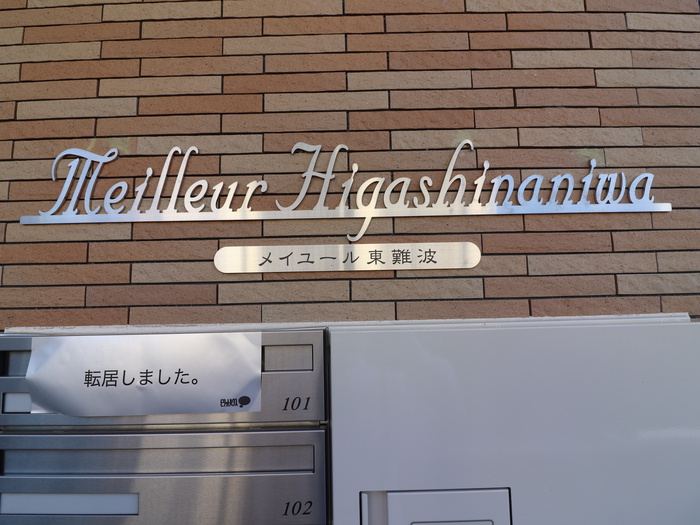 Meilleur Higashinaniwa
メイユール東難波
転居しました。
101
102